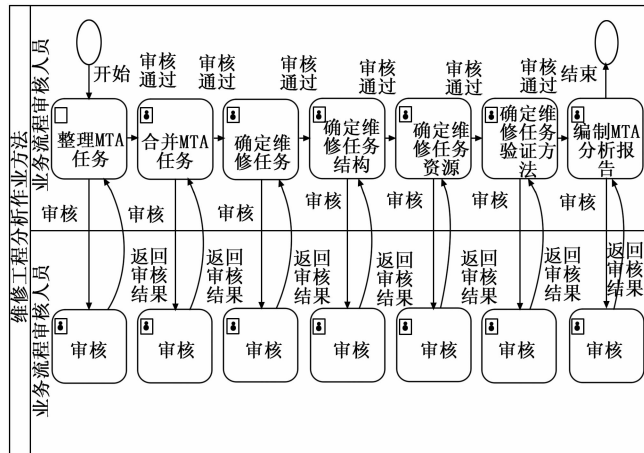 维修工程分析作业方法
业务流程审核人员
开始
审核
通过
审核
通过
审核
通过
审核
通过
审核
通过
审核
通过
结束
整理MTA
任务
合并MTA
任务
确定维
修任务
确定维
修任务
结构
确定维
修任务
资源
确定维
修任务
验证方法
编制MTA
分析报
告
审核
审核
审核
审核
审核
审核
审核
业务流程审核人员
返回
审核
结果
返回
审核
结果
返回
审核
结果
返回
审核
结果
返回
审核
结果
返回
审核
结果
返回
审核
结果
审核
审核
审核
审核
审核
审核
审核